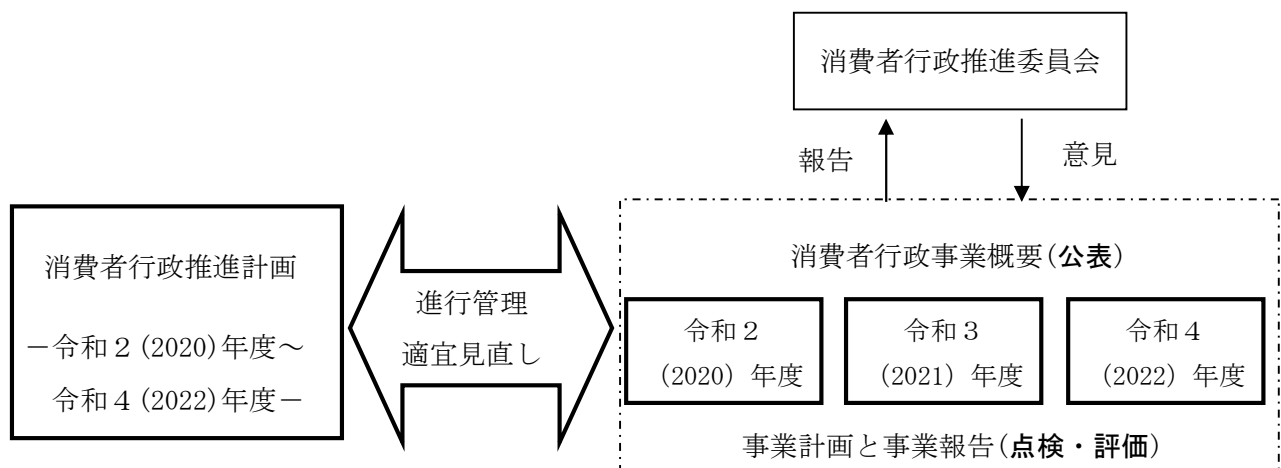 消費者行政推進委員会
報告
意見
消費者行政推進計画
－令和２(2020)年度～
令和４(2022)年度－
進行管理
適宜見直し
消費者行政事業概要(公表)
令和２
（2020）年度
令和３
（2021）年度
令和４
（2022）年度
事業計画と事業報告(点検・評価)